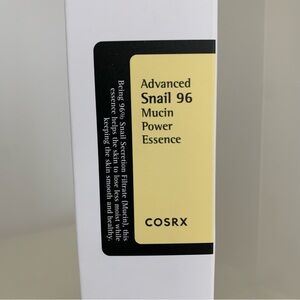 Advanced
Snail 96
Mucin
Power
Essence
COSRX
Being 96% Snail Secretion Filtrate (Mucin), this
essence helps the skin to lose less moist while
keeping the skin smooth and healthy.